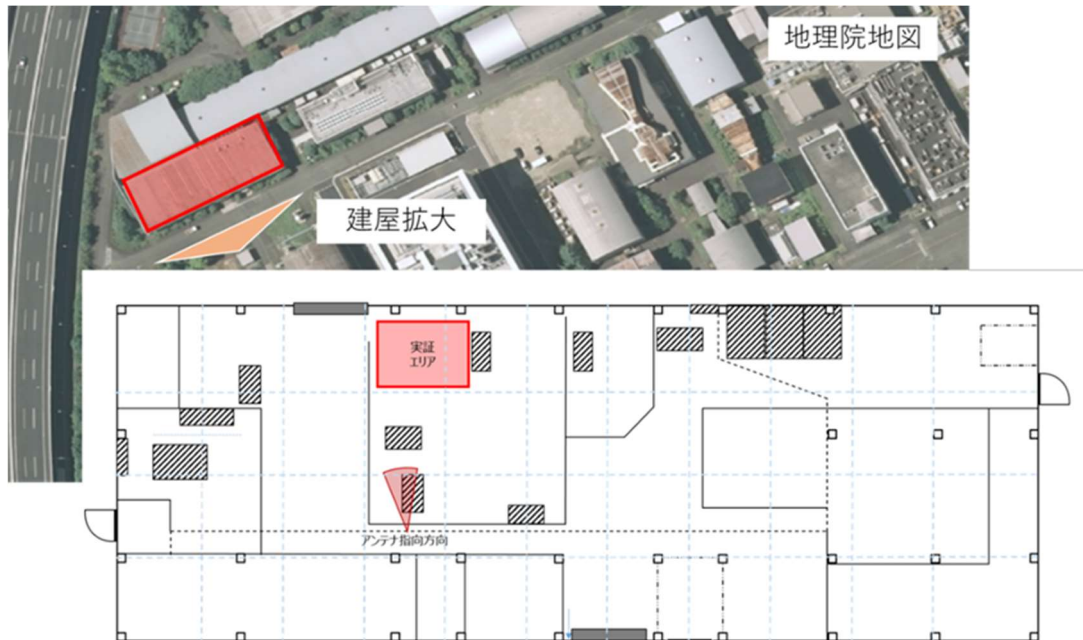 地理院地図
建屋拡大
実証
エリア
アンテナ指向方向